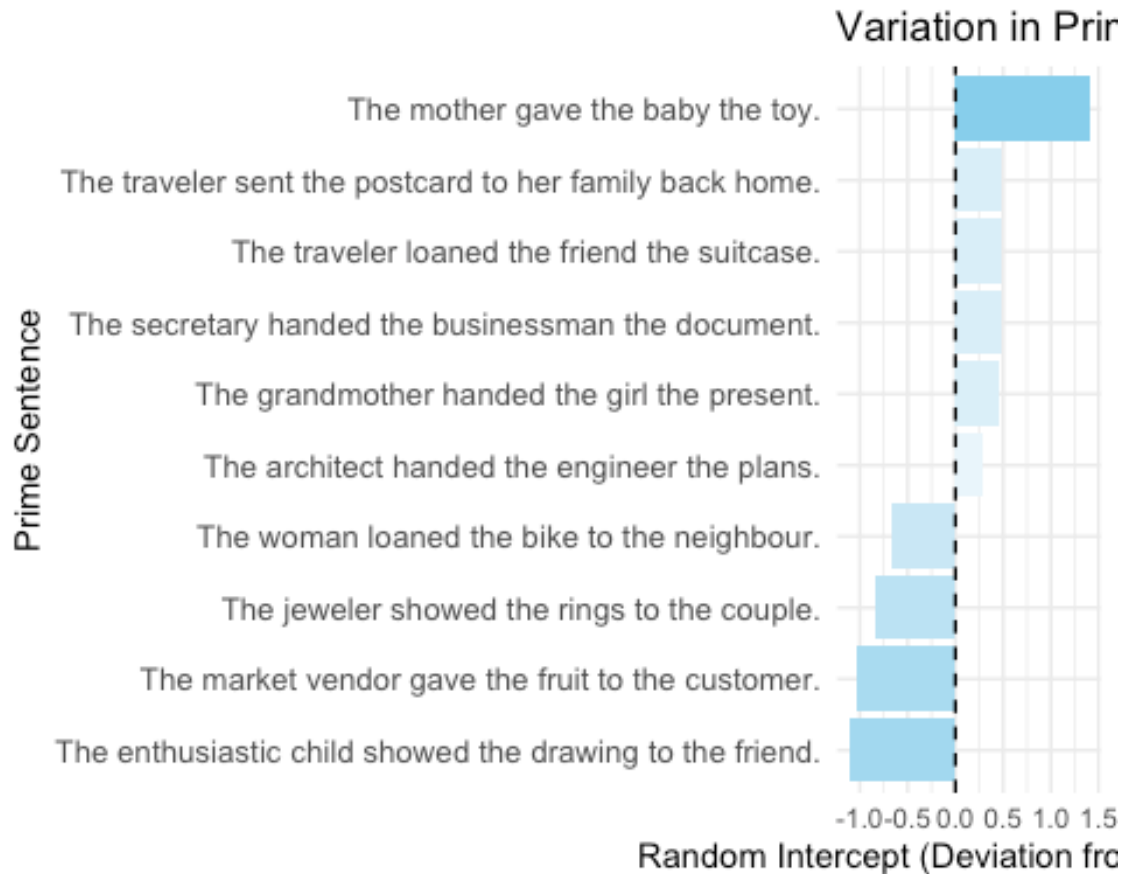 Variation in Prir
The mother gave the baby the toy.
The traveler sent the postcard to her family back home.
The traveler loaned the friend the suitcase.
The secretary handed the businessman the document.
The grandmother handed the girl the present.
The architect handed the engineer the plans.
The woman loaned the bike to the neighbour.
The jeweler showed the rings to the couple.
The market vendor gave the fruit to the customer.
The enthusiastic child showed the drawing to the friend.
Prime Sentence
-1.0 -0.5 0.0 0.5 1.0 1.5
Random Intercept (Deviation fro